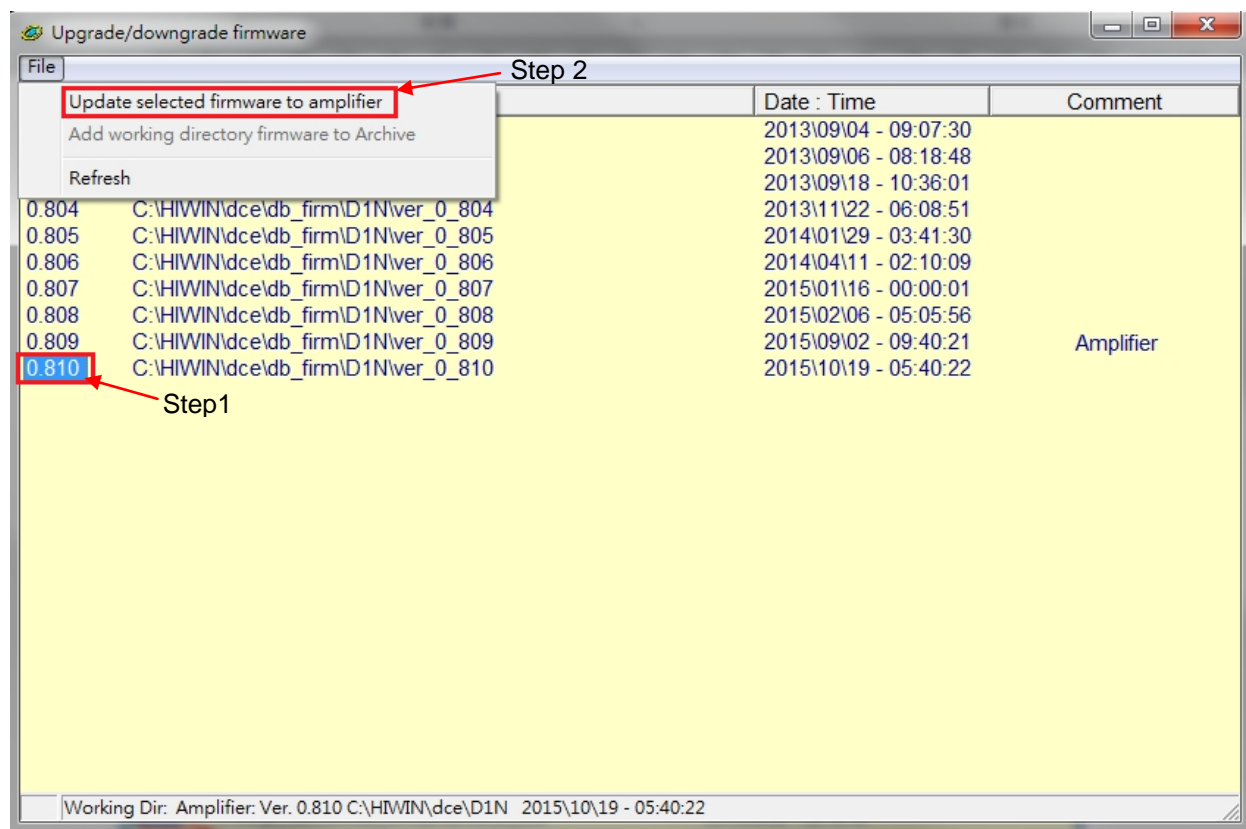 Upgrade/downgrade firmware
File
Step 2
Update selected firmware to amplifier
Date : Time Comment
Add working directory firmware to Archive
2013\09\04 - 09:07:30
2013\09\06 - 08:18:48
Refresh
2013\09\18 - 10:36:01
0.804 C:\HIWIN\dce\db_firm\D1N\ver_0_804 2013\11\22 - 06:08:51
0.805 C:\HIWIN\dce\db_firm\D1N\ver_0_805 2014\01\29 - 03:41:30
0.806 C:\HIWIN\dce\db_firm\D1N\ver_0_806 2014\04\11 - 02:10:09
0.807 C:\HIWIN\dce\db_firm\D1N\ver_0_807 2015\01\16 - 00:00:01
0.808 C:\HIWIN\dce\db_firm\D1N\ver_0_808 2015\02\06 - 05:05:56
0.809 C:\HIWIN\dce\db_firm\D1N\ver_0_809 2015\09\02 - 09:40:21 Amplifier
0.810 C:\HIWIN\dce\db_firm\D1N\ver_0_810 2015\10\19 - 05:40:22
Step1
Working Dir: Amplifier: Ver. 0.810 C:\HIWIN\dce\D1N 2015\10\19 - 05:40:22